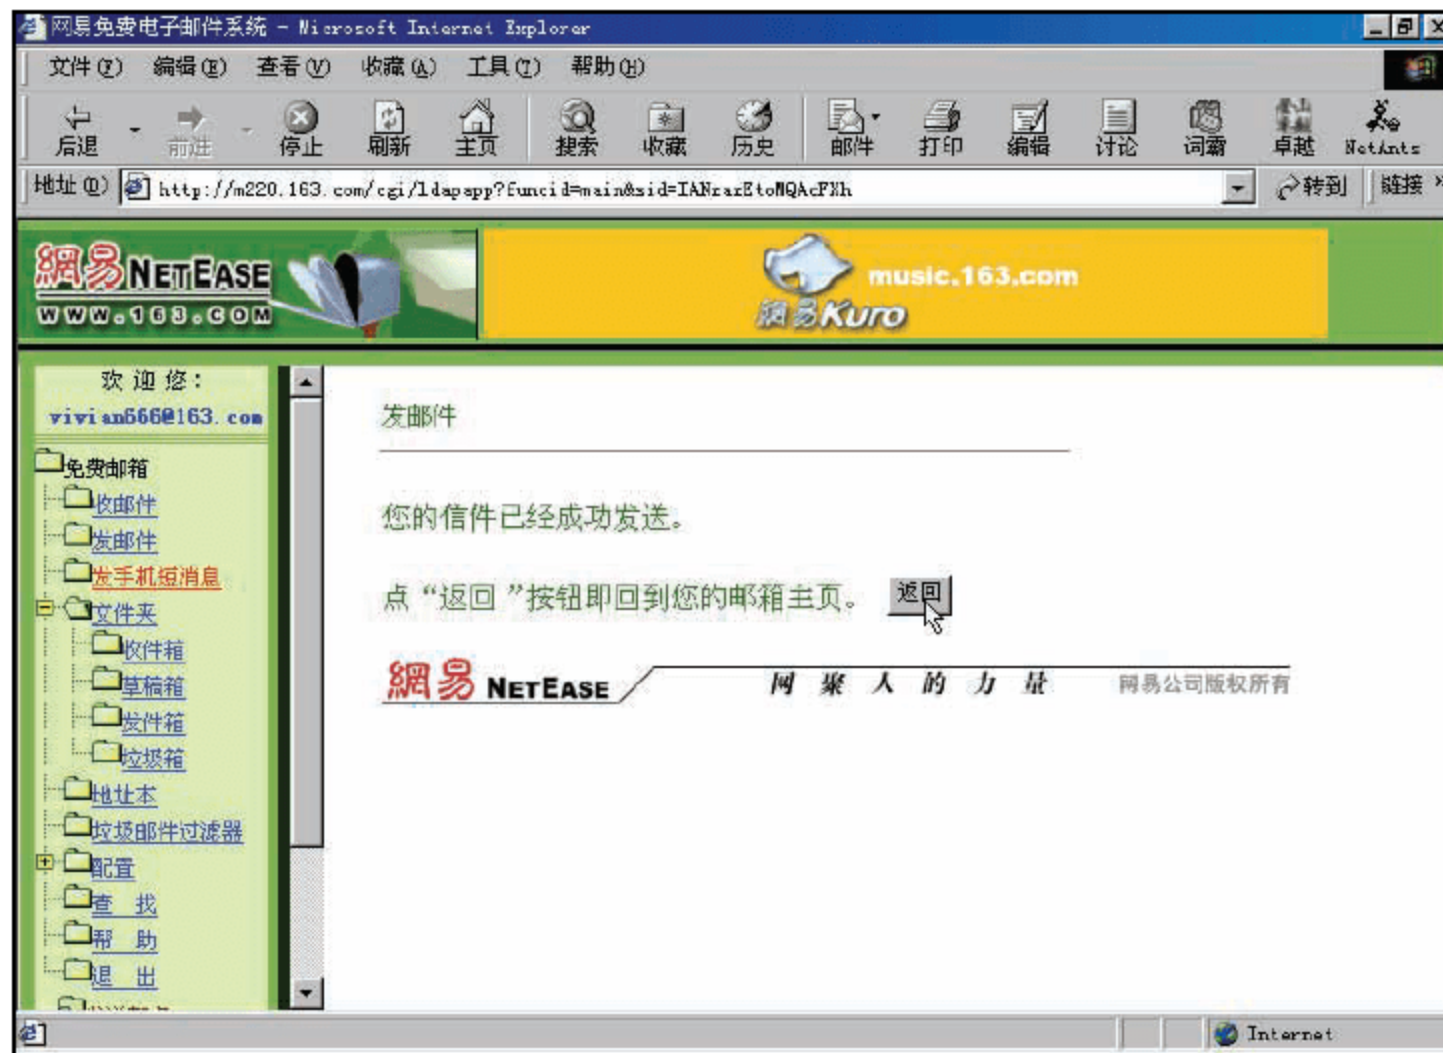 网易免费电子邮件系统 - Microsoft Internet Explorer
文件(F) 编辑(E) 查看(V) 收藏(A) 工具(T) 帮助(H)
后退 前进 停止 刷新 主页 搜索 收藏 历史 邮件 打印 编辑 讨论 词霸 卓越 NetAnts
地址(D) http://m220.163.com/cgi/ldapapp?funcid=main&sid=IANrarEtoMQAcFXh 转到 链接
網易 NETEASE
www.163.com
music.163.com
網易Kuro
欢迎您:
vivian666@163.com
免费邮箱
收邮件
发邮件
发手机短消息
文件夹
收件箱
草稿箱
发件箱
垃圾箱
地址本
垃圾邮件过滤器
配置
查 找
帮 助
退 出
发邮件
您的信件已经成功发送。
点“返回”按钮即回到您的邮箱主页。 返回
網易 NETEASE 网聚人的力量 网易公司版权所有
Internet